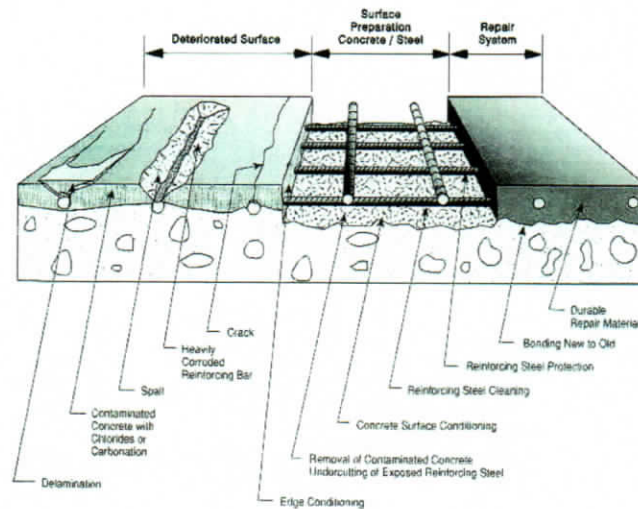 Deteriorated Surface
Surface
Preparation
Concrete / Steel
Repair
System
Durable
Repair Material
Bonding New to Old
Crack
Heavily
Corruded
Reinforcing Bar
Reinforcing Steel Protection
Spall
Reinforcing Steel Cleaning
Contaminated
Concrete with
Chlorides or
Carbonation
Concrete Surface Conditioning
Removal of Contaminated Concrete
Undercutting of Exposed Reinforcing Steel
Delamination
Edge Conditioning